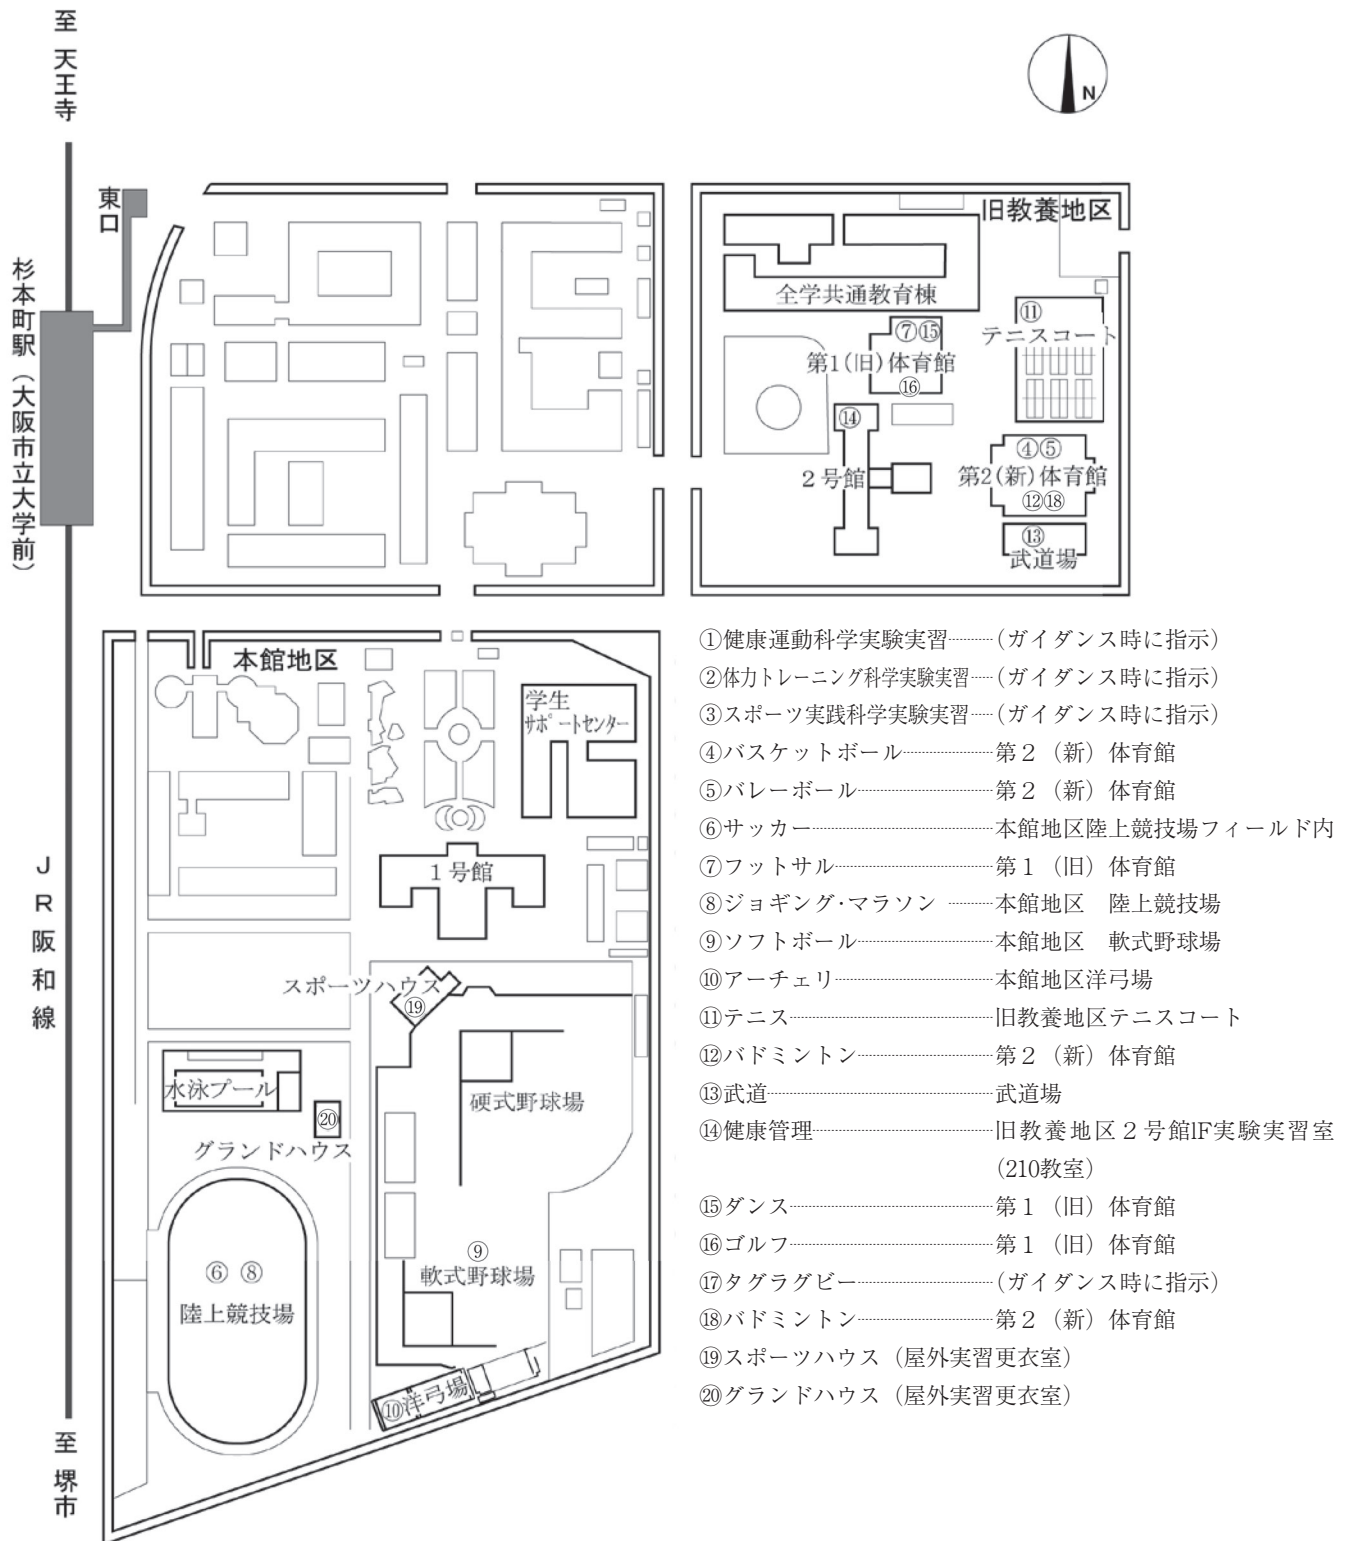 至 天王寺
N
東口
杉本町駅（大阪市立大学前）
JR阪和線
至 堺市
旧教養地区
全学共通教育棟
⑪
テニスコート
⑦⑮
第1(旧)体育館
⑯
⑭
2号館
④⑤
第2(新)体育館
⑫⑱
⑬
武道場
本館地区
学生
サポートセンター
1号館
スポーツハウス
⑲
水泳プール
⑳
グランドハウス
硬式野球場
⑨
軟式野球場
⑥ ⑧
陸上競技場
⑩洋弓場
①健康運動科学実験実習………(ガイダンス時に指示)
②体力トレーニング科学実験実習……(ガイダンス時に指示)
③スポーツ実践科学実験実習……(ガイダンス時に指示)
④バスケットボール………………第２（新）体育館
⑤バレーボール………………第２（新）体育館
⑥サッカー………………本館地区陸上競技場フィールド内
⑦フットサル………………第１（旧）体育館
⑧ジョギング･マラソン ………本館地区　陸上競技場
⑨ソフトボール………………本館地区　軟式野球場
⑩アーチェリ………………本館地区洋弓場
⑪テニス………………旧教養地区テニスコート
⑫バドミントン………………第２（新）体育館
⑬武道………………武道場
⑭健康管理………………旧教養地区２号館1F実験実習室
(210教室)
⑮ダンス………………第１（旧）体育館
⑯ゴルフ………………第１（旧）体育館
⑰タグラグビー………………(ガイダンス時に指示)
⑱バドミントン………………第２（新）体育館
⑲スポーツハウス（屋外実習更衣室）
⑳グランドハウス（屋外実習更衣室）